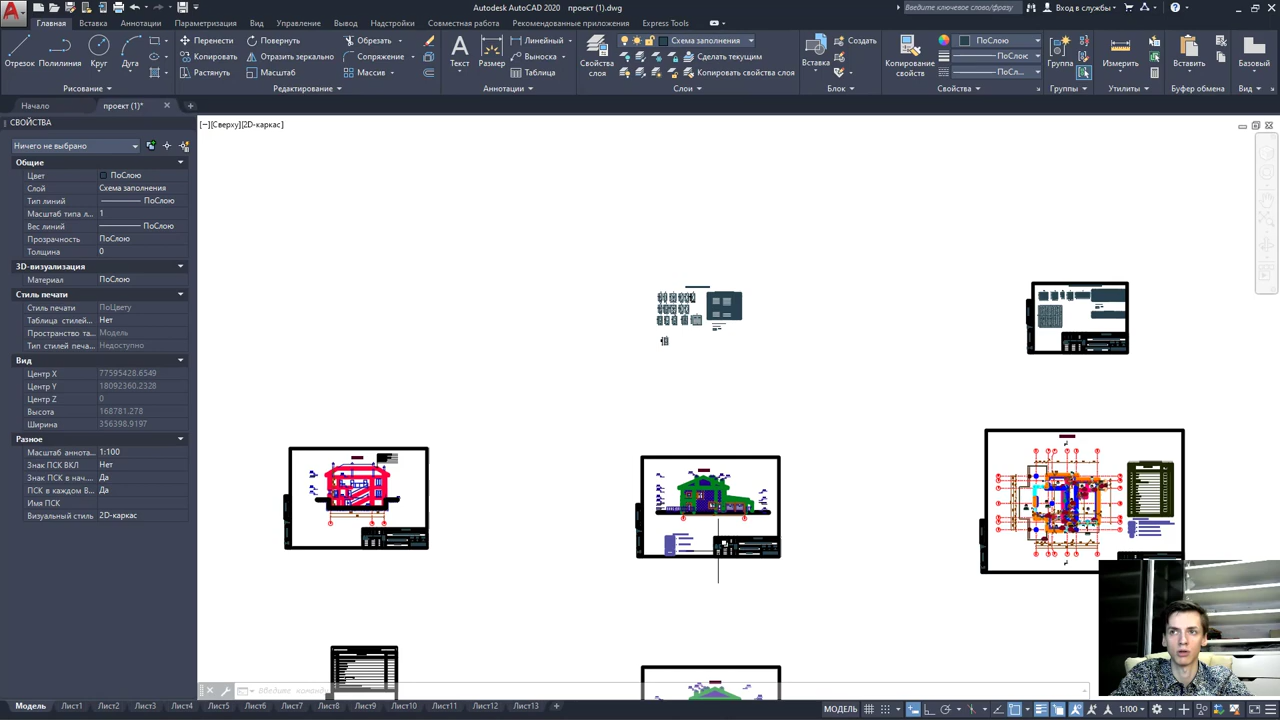 Autodesk AutoCAD 2020 проект (1).dwg
Введите ключевое слово/фразу
Вход в службы
Главная Вставка Аннотации Параметризация Вид Управление Вывод Надстройки Совместная работа Рекомендованные приложения Express Tools
Отрезок Полилиния Круг Дуга
Перенести Повернуть Обрезать
Копировать Отразить зеркально Сопряжение
Растянуть Масштаб Массив
Текст Размер
Линейный
Выноска
Таблица
Свойства слоя
Схема заполнения
Сделать текущим
Копировать свойства слоя
Вставка
Создать
Копирование свойств
ПоСлою
ПоСлок
ПоСл...
Группа
Измерить
Вставить
Базовый
Рисование Редактирование Аннотации Слои Блок Свойства Группы Утилиты Буфер обмена Вид
Начало проект (1)*
СВОЙСТВА
[−][Сверху][2D-каркас]
Ничего не выбрано
Общие
Цвет ПоСлою
Слой Схема заполнения
Тип линий ПоСлою
Масштаб типа л... 1
Вес линий ПоСлою
Прозрачность ПоСлою
Толщина 0
3D-визуализация
Материал ПоСлою
Стиль печати
Стиль печати ПоЦвету
Таблица стилей... Нет
Пространство та... Модель
Тип стилей печа... Недоступно
Вид
Центр X 77595428.6549
Центр Y 18092360.2328
Центр Z 0
Высота 168781.278
Ширина 356398.9197
Разное
Масштаб аннота... 1:100
Знак ПСК ВКЛ Нет
Знак ПСК в нач.... Да
ПСК в каждом В... Да
Имя ПСК
Визуальный стиль 2D-каркас
Введите команду
Модель Лист1 Лист2 Лист3 Лист4 Лист5 Лист6 Лист7 Лист8 Лист9 Лист10 Лист11 Лист12 Лист13
МОДЕЛЬ 1:100